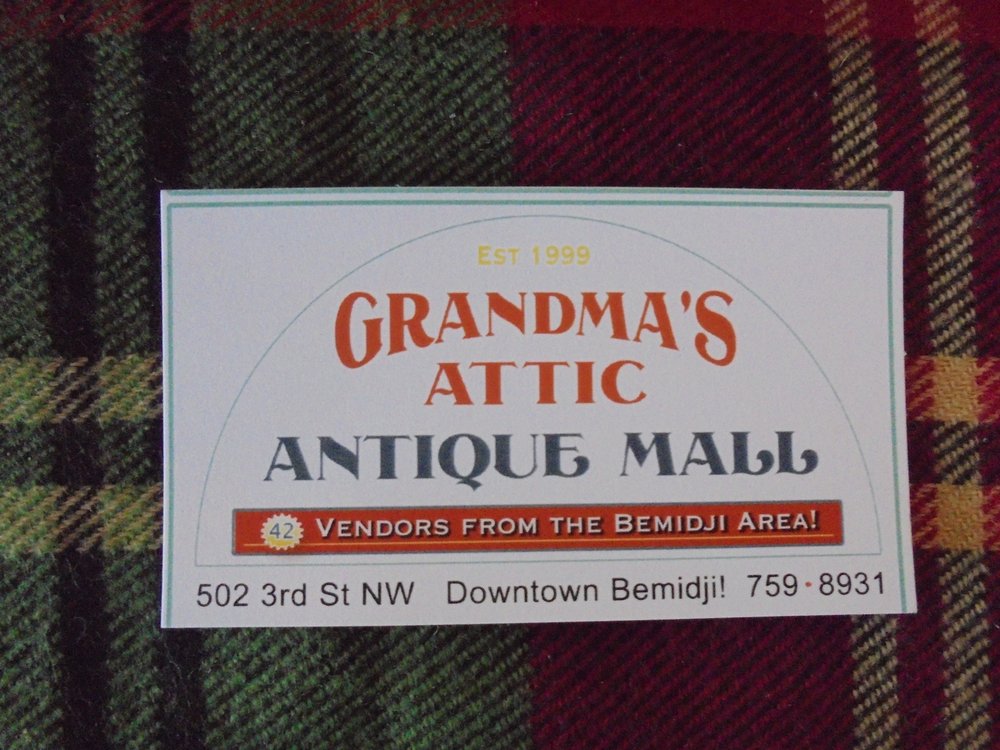 EST 1999
GRANDMA'S
ATTIC
ANTIQUE MALL
42 VENDORS FROM THE BEMIDJI AREA!
502 3rd St NW Downtown Bemidji! 759·8931